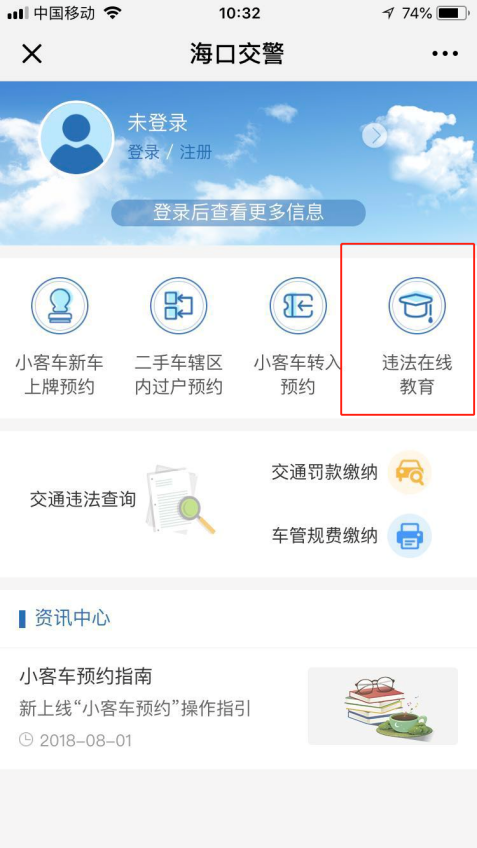 中国移动 10:32 74%
海口交警
未登录
登录 / 注册
登录后查看更多信息
小客车新车
上牌预约
二手车辖区
内过户预约
小客车转入
预约
违法在线
教育
交通违法查询
交通罚款缴纳
车管规费缴纳
资讯中心
小客车预约指南
新上线“小客车预约”操作指引
2018-08-01